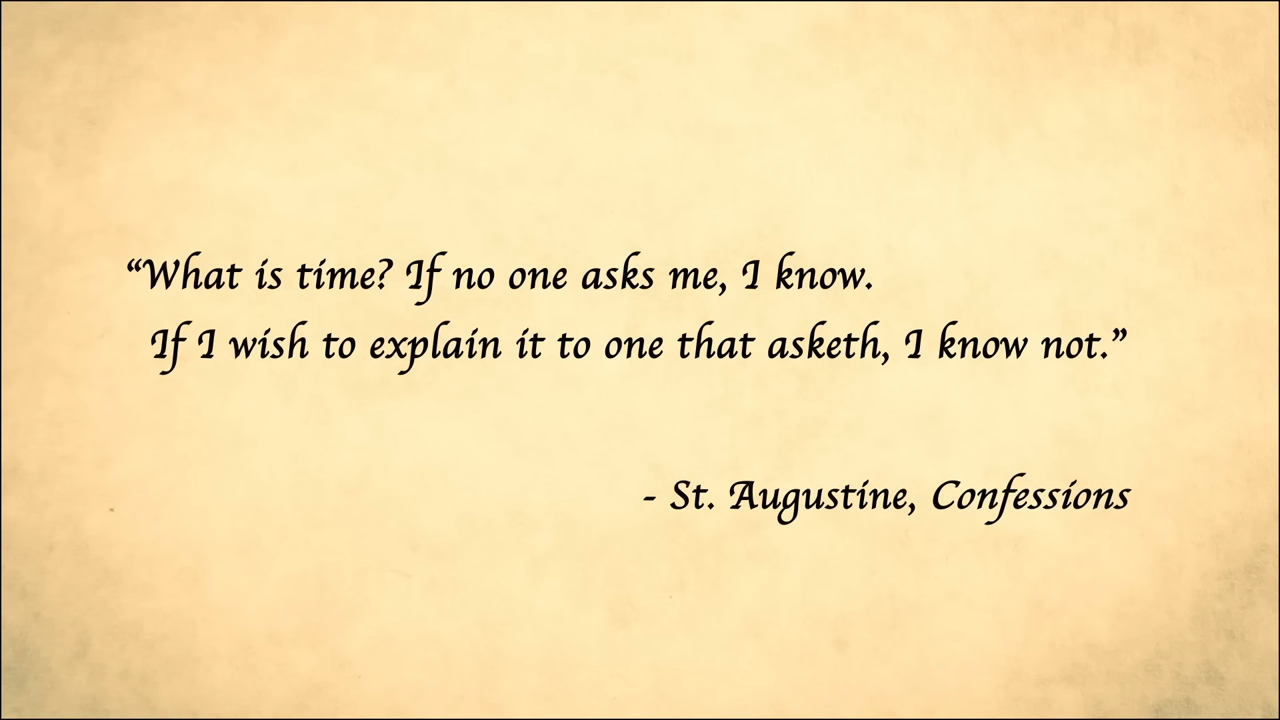 “What is time? If no one asks me, I know.
If I wish to explain it to one that asketh, I know not.”
- St. Augustine, Confessions